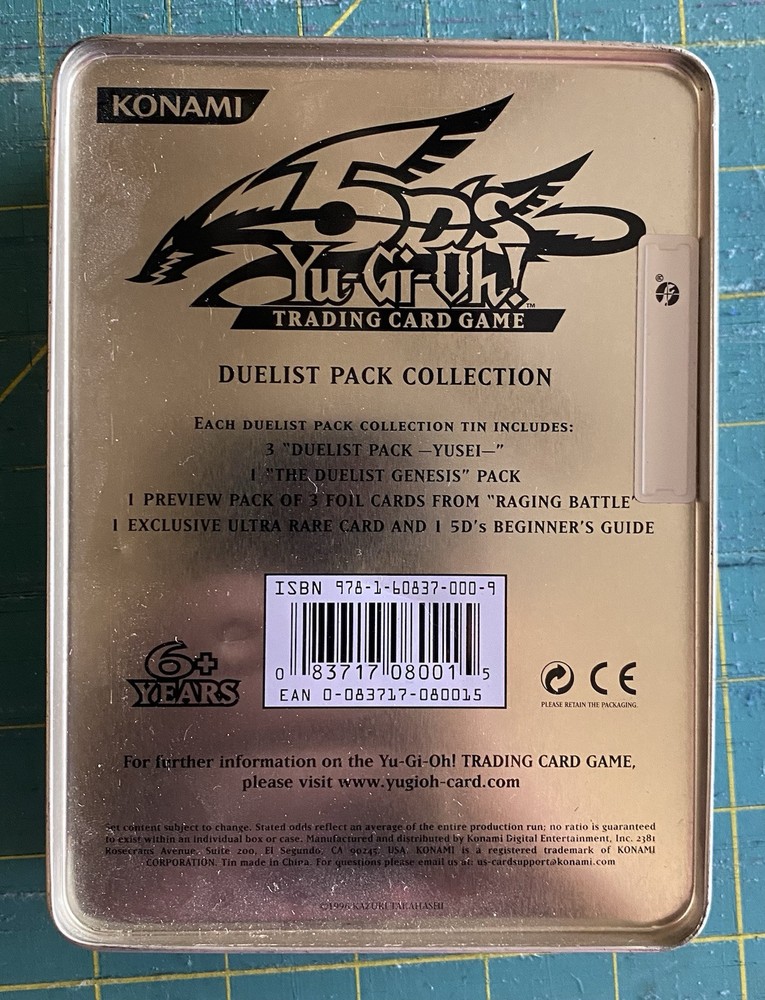 KONAMI
5D's
Yu-Gi-Oh!™
TRADING CARD GAME
®
DUELIST PACK COLLECTION
EACH DUELIST PACK COLLECTION TIN INCLUDES:
3 "DUELIST PACK —YUSEI—"
1 "THE DUELIST GENESIS" PACK
1 PREVIEW PACK OF 3 FOIL CARDS FROM "RAGING BATTLE"
1 EXCLUSIVE ULTRA RARE CARD AND 1 5D's BEGINNER'S GUIDE
ISBN 978-1-60837-000-9
0 83717 08001 5
EAN 0-083717-080015
6+
YEARS
CE
PLEASE RETAIN THE PACKAGING.
For further information on the Yu-Gi-Oh! TRADING CARD GAME,
please visit www.yugioh-card.com
Set content subject to change. Stated odds reflect an average of the entire production run; no ratio is guaranteed
to exist within an individual box or case. Manufactured and distributed by Konami Digital Entertainment, Inc. 2381
Rosecrans Avenue, Suite 200, El Segundo, CA 90245, USA. KONAMI is a registered trademark of KONAMI
CORPORATION. Tin made in China. For questions please email us at: us-cardsupport@konami.com
©1996 KAZUKI TAKAHASHI